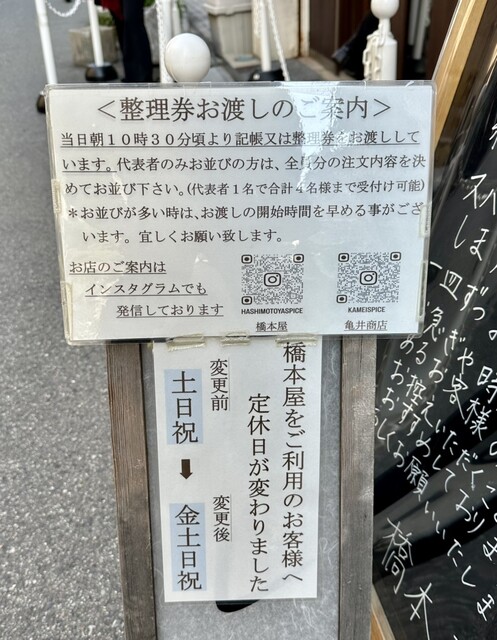 ＜整理券お渡しのご案内＞
当日朝１０時３０分頃より記帳又は整理券をお渡しして
います。代表者のみお並びの方は、全員分の注文内容を決
めてお並び下さい。(代表者１名で合計４名様まで受付け可能)
＊お並びが多い時は、お渡しの開始時間を早める事がござ
います。宜しくお願い致します。
お店のご案内は
インスタグラムでも
発信しております
HASHIMOTOYASPICE
橋本屋
KAMEISPICE
亀井商店
橋本屋をご利用のお客様へ
定休日が変わりました
変更前
土日祝
変更後
金土日祝
橋本